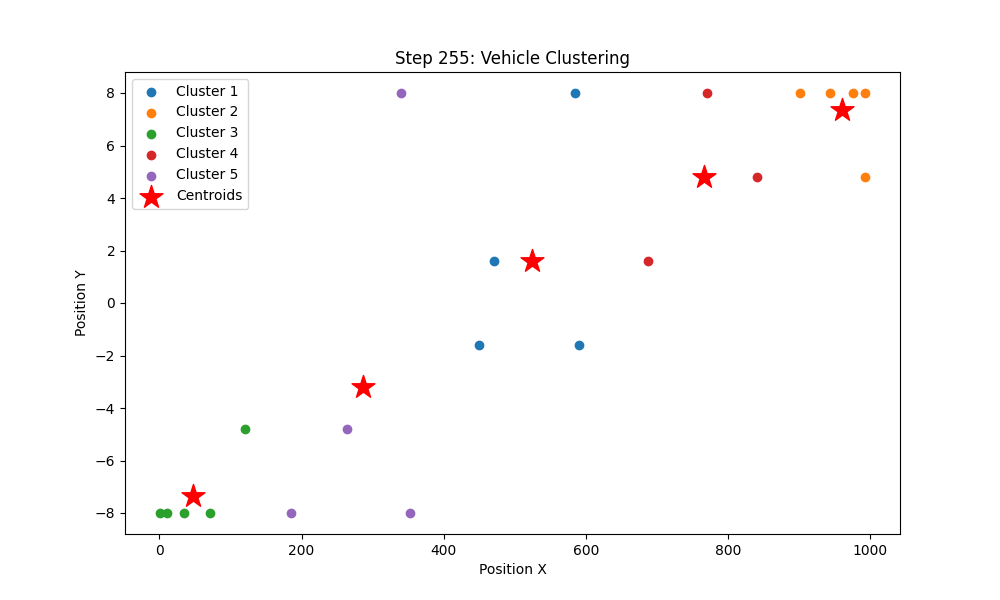 Step 255: Vehicle Clustering
Cluster 1
Cluster 2
Cluster 3
Cluster 4
Cluster 5
Centroids
8
6
4
2
0
−2
−4
−6
−8
Position Y
0 200 400 600 800 1000
Position X